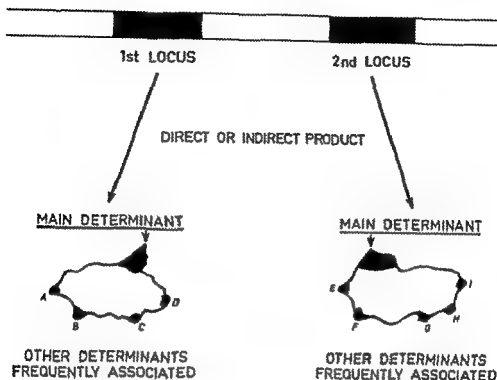 1st LOCUS
2nd LOCUS
DIRECT OR INDIRECT PRODUCT
MAIN DETERMINANT
MAIN DETERMINANT
A
B
C
D
E
F
G
H
I
OTHER DETERMINANTS
FREQUENTLY ASSOCIATED
OTHER DETERMINANTS
FREQUENTLY ASSOCIATED